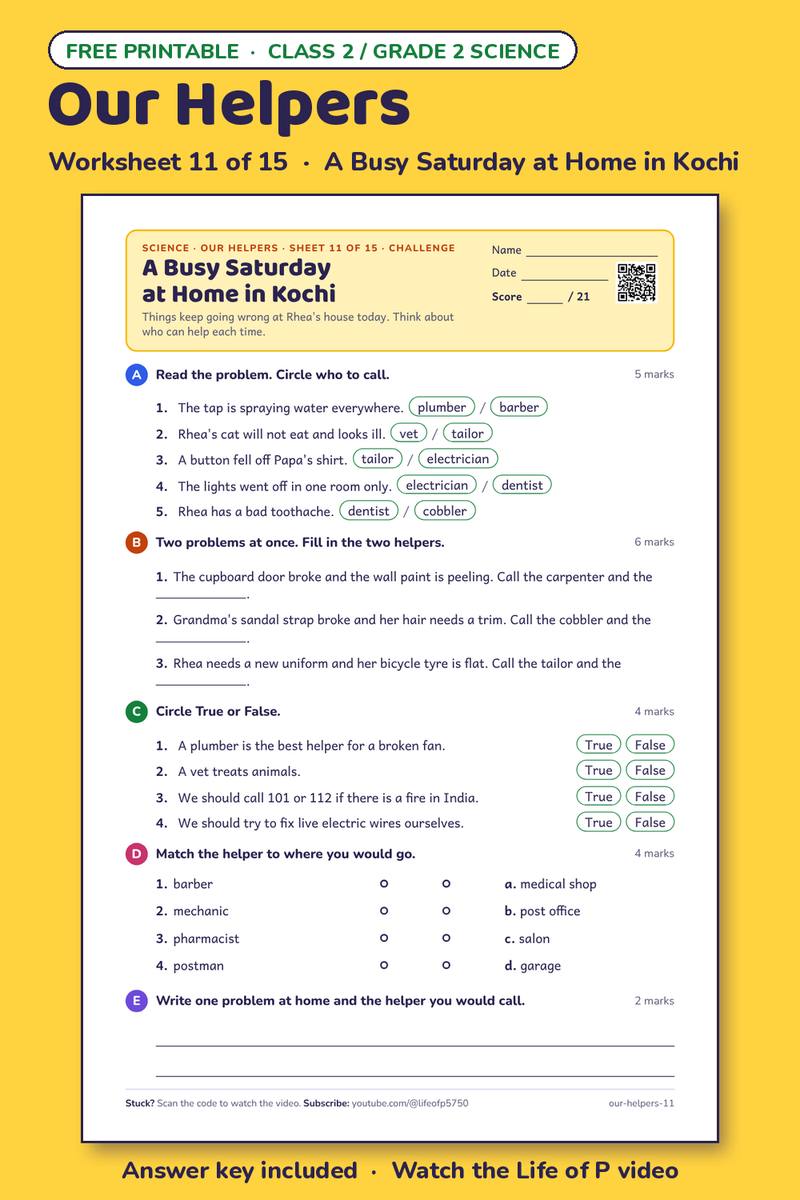 FREE PRINTABLE · CLASS 2 / GRADE 2 SCIENCE
Our Helpers
Worksheet 11 of 15 · A Busy Saturday at Home in Kochi
SCIENCE · OUR HELPERS · SHEET 11 OF 15 · CHALLENGE
A Busy Saturday
at Home in Kochi
Things keep going wrong at Rhea's house today. Think about
who can help each time.
Name
Date
Score ______ / 21
A Read the problem. Circle who to call. 5 marks
1. The tap is spraying water everywhere. plumber / barber
2. Rhea's cat will not eat and looks ill. vet / tailor
3. A button fell off Papa's shirt. tailor / electrician
4. The lights went off in one room only. electrician / dentist
5. Rhea has a bad toothache. dentist / cobbler
B Two problems at once. Fill in the two helpers. 6 marks
1. The cupboard door broke and the wall paint is peeling. Call the carpenter and the
______________.
2. Grandma's sandal strap broke and her hair needs a trim. Call the cobbler and the
______________.
3. Rhea needs a new uniform and her bicycle tyre is flat. Call the tailor and the
______________.
C Circle True or False. 4 marks
1. A plumber is the best helper for a broken fan. True False
2. A vet treats animals. True False
3. We should call 101 or 112 if there is a fire in India. True False
4. We should try to fix live electric wires ourselves. True False
D Match the helper to where you would go. 4 marks
1. barber a. medical shop
2. mechanic b. post office
3. pharmacist c. salon
4. postman d. garage
E Write one problem at home and the helper you would call. 2 marks
Stuck? Scan the code to watch the video. Subscribe: youtube.com/@lifeofp5750 our-helpers-11
Answer key included · Watch the Life of P video